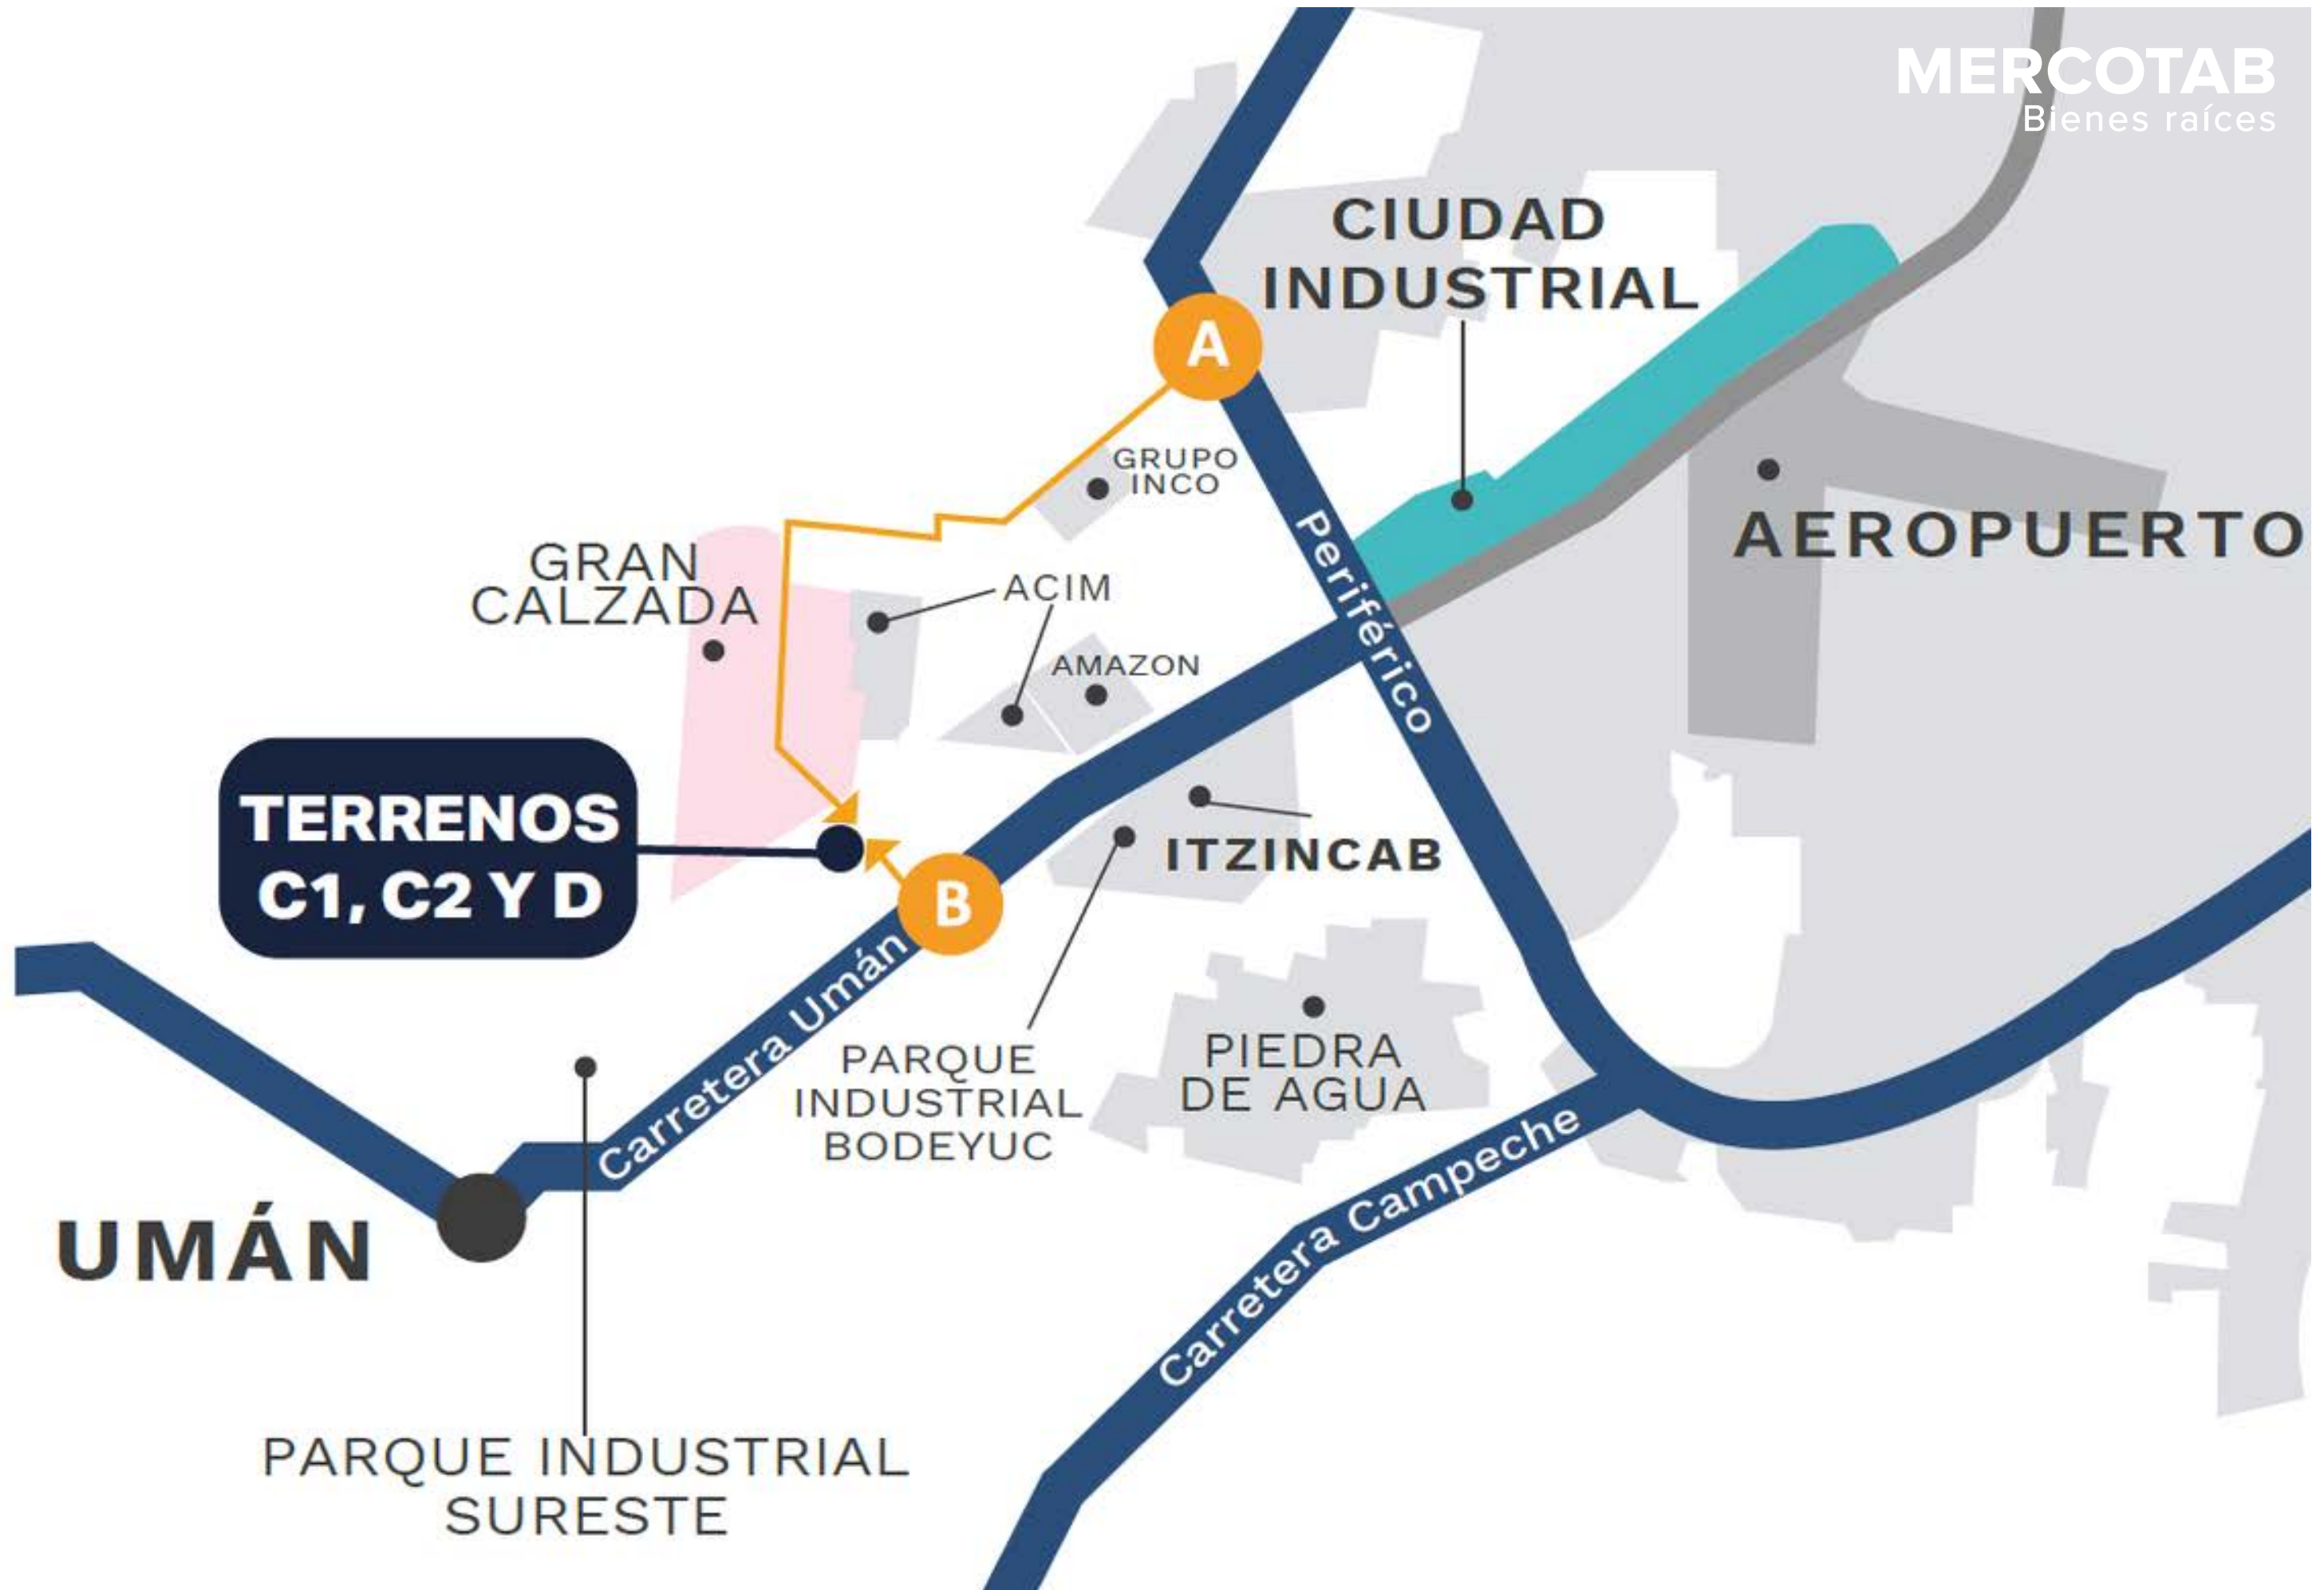 MERCOTAB
Bienes raíces
CIUDAD
INDUSTRIAL
A
GRUPO
INCO
Periférico
AEROPUERTO
GRAN
CALZADA
ACIM
AMAZON
TERRENOS
C1, C2 Y D
B
ITZINCAB
Carretera Umán
PARQUE
INDUSTRIAL
BODEYUC
PIEDRA
DE AGUA
Carretera Campeche
UMÁN
PARQUE INDUSTRIAL
SURESTE